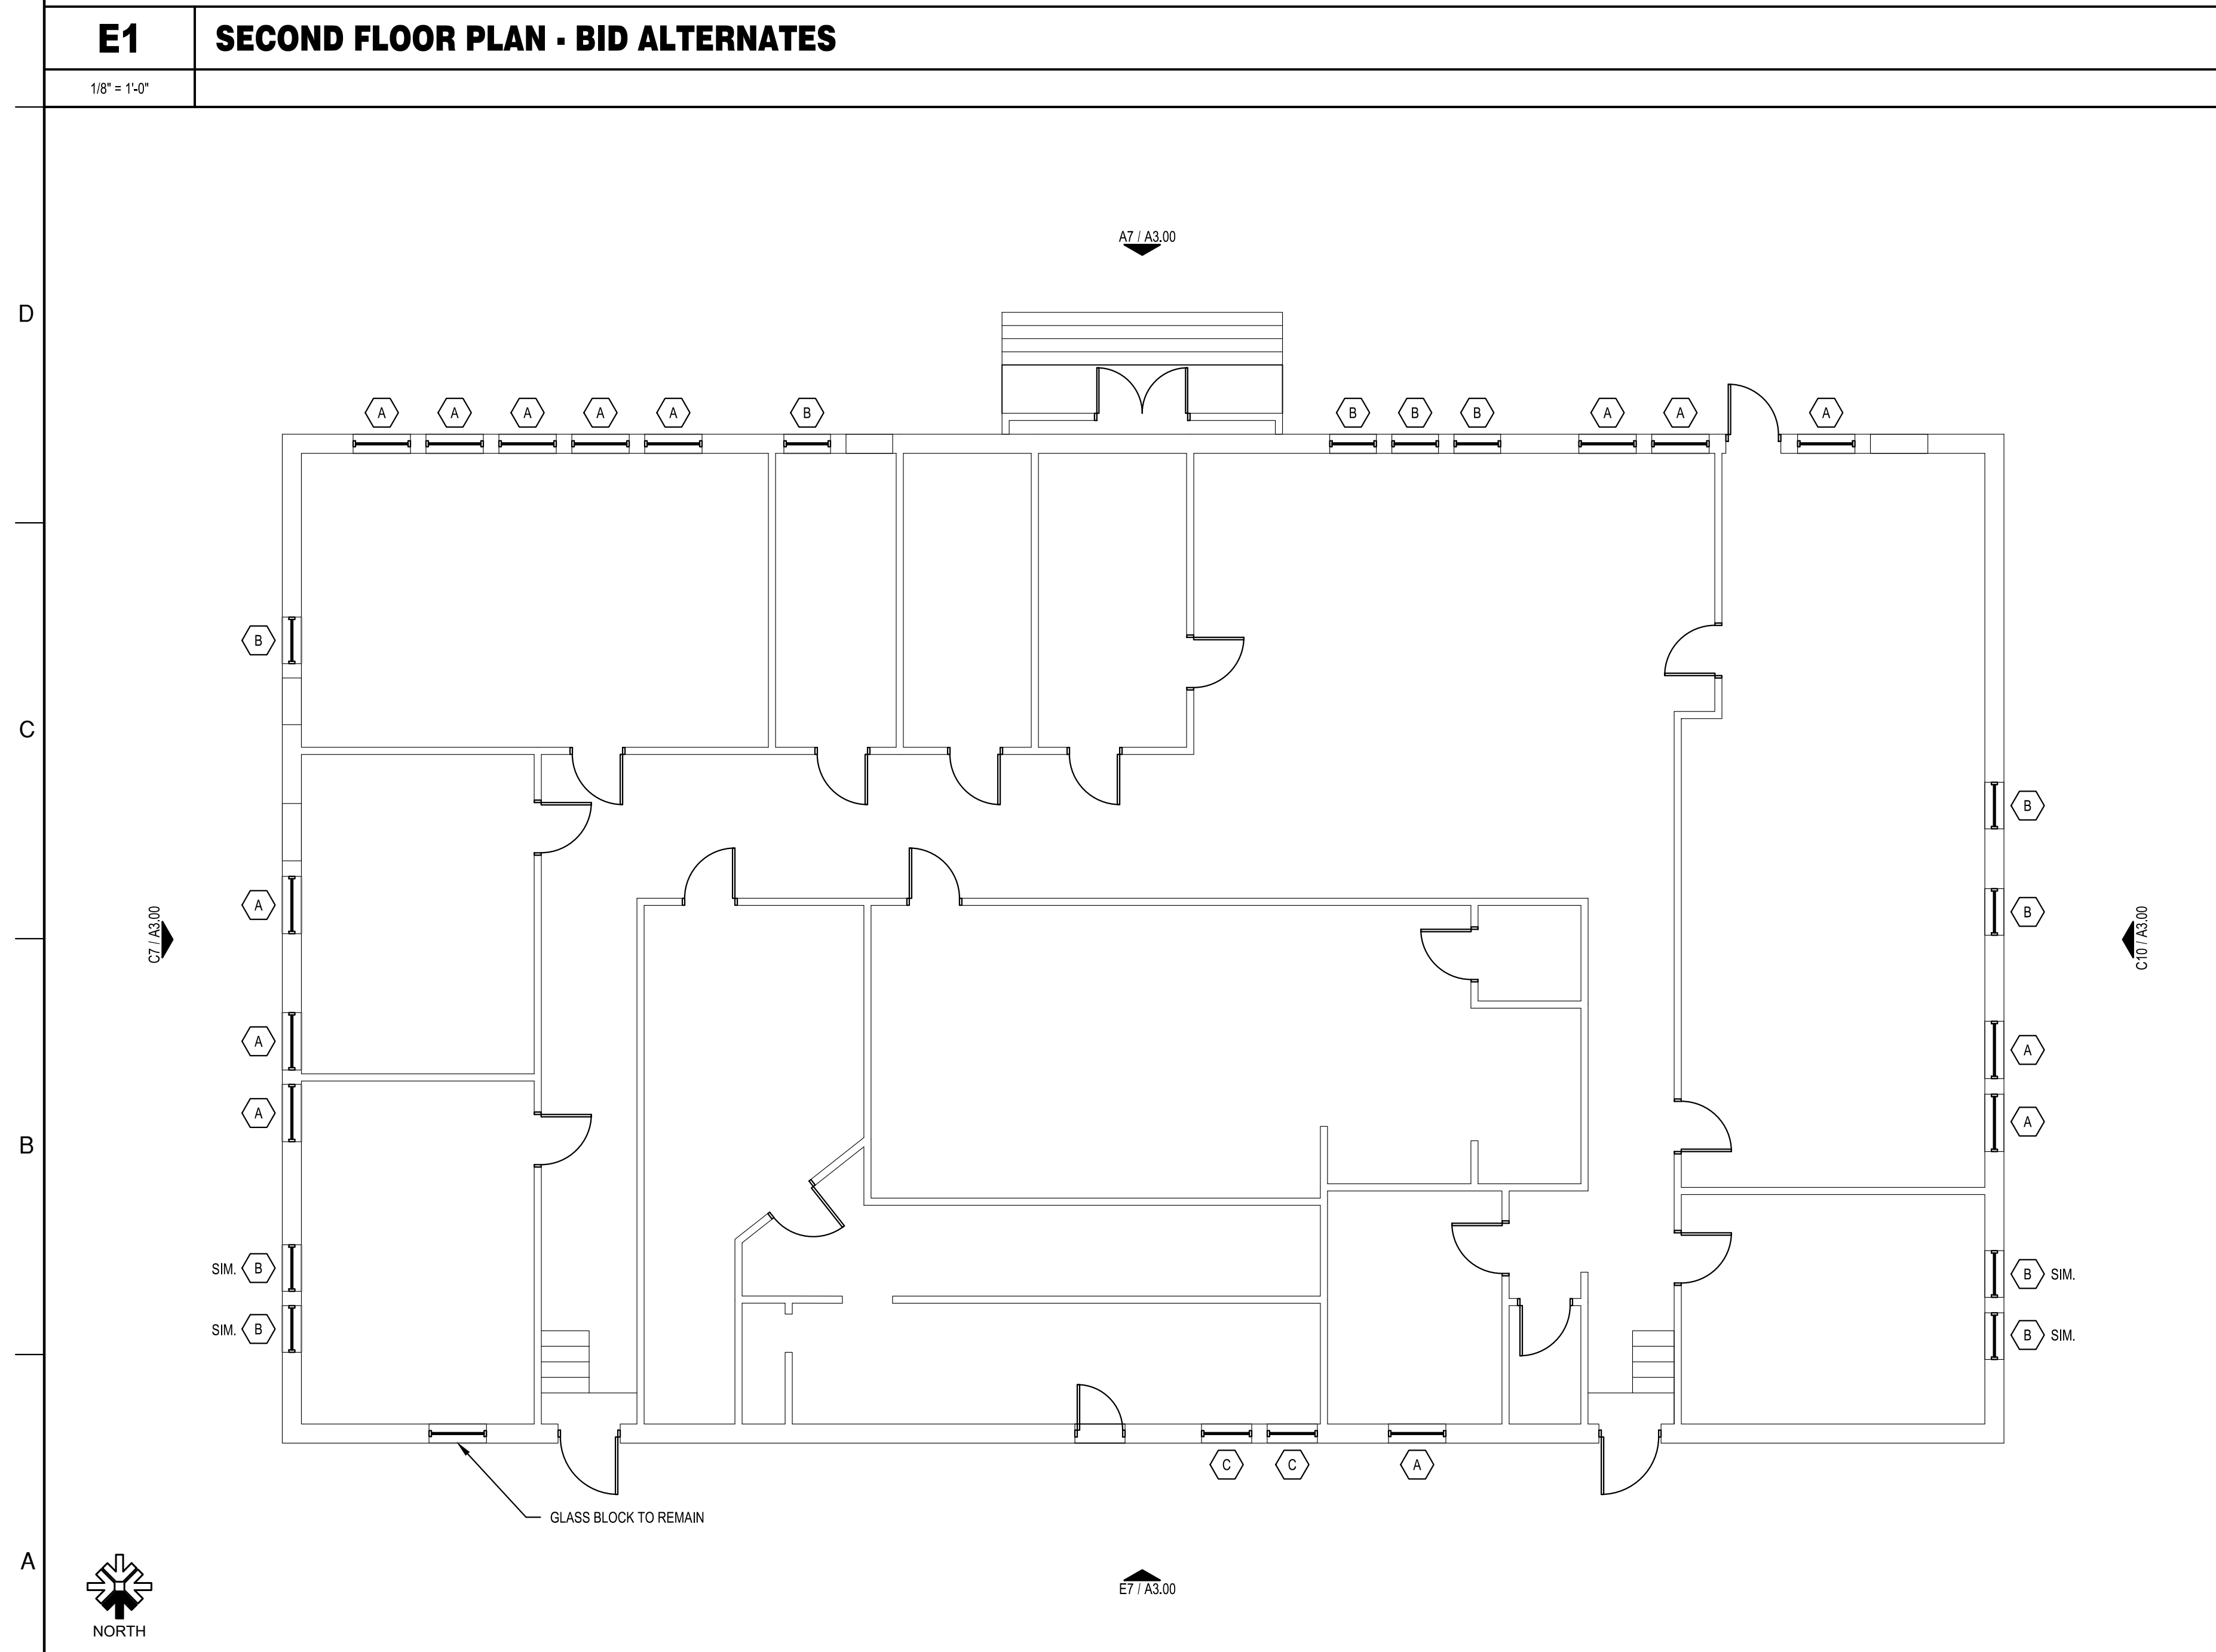 E1
SECOND FLOOR PLAN - BID ALTERNATES
1/8" = 1'-0"
A7 / A3.00
D
A
A
A
A
A
B
B
B
B
A
A
A
B
C
B
A
B
C7 / A3.00
C10 / A3.00
A
A
A
A
B
SIM. B
B SIM.
SIM. B
B SIM.
C
C
A
GLASS BLOCK TO REMAIN
A
E7 / A3.00
NORTH